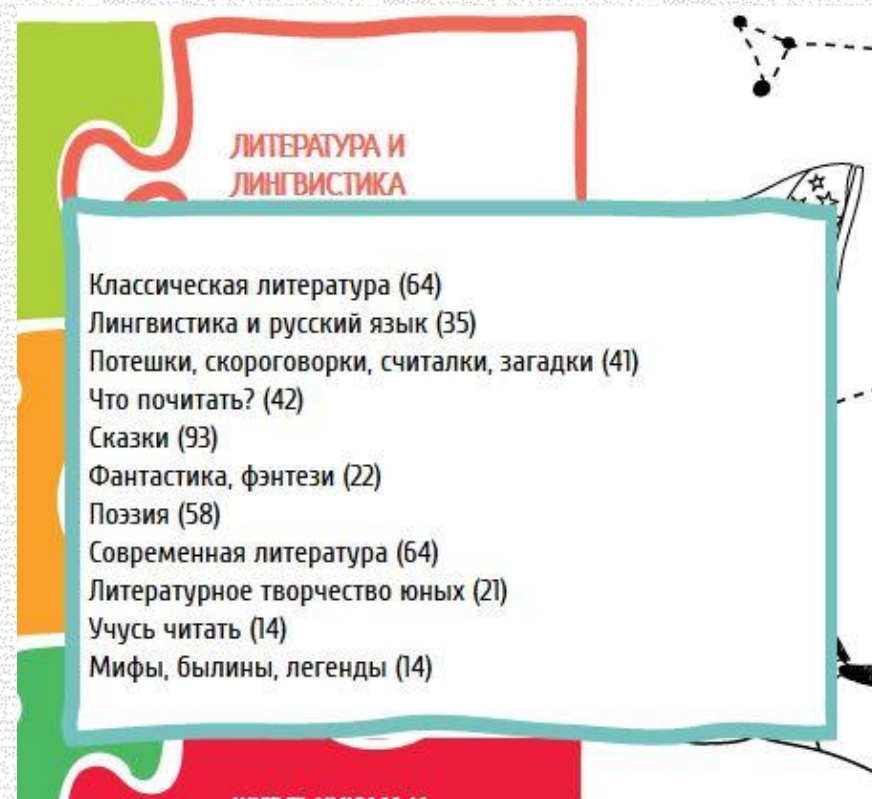 ЛИТЕРАТУРА И
ЛИНГВИСТИКА
Классическая литература (64)
Лингвистика и русский язык (35)
Потешки, скороговорки, считалки, загадки (41)
Что почитать? (42)
Сказки (93)
Фантастика, фэнтези (22)
Поэзия (58)
Современная литература (64)
Литературное творчество юных (21)
Учусь читать (14)
Мифы, былины, легенды (14)